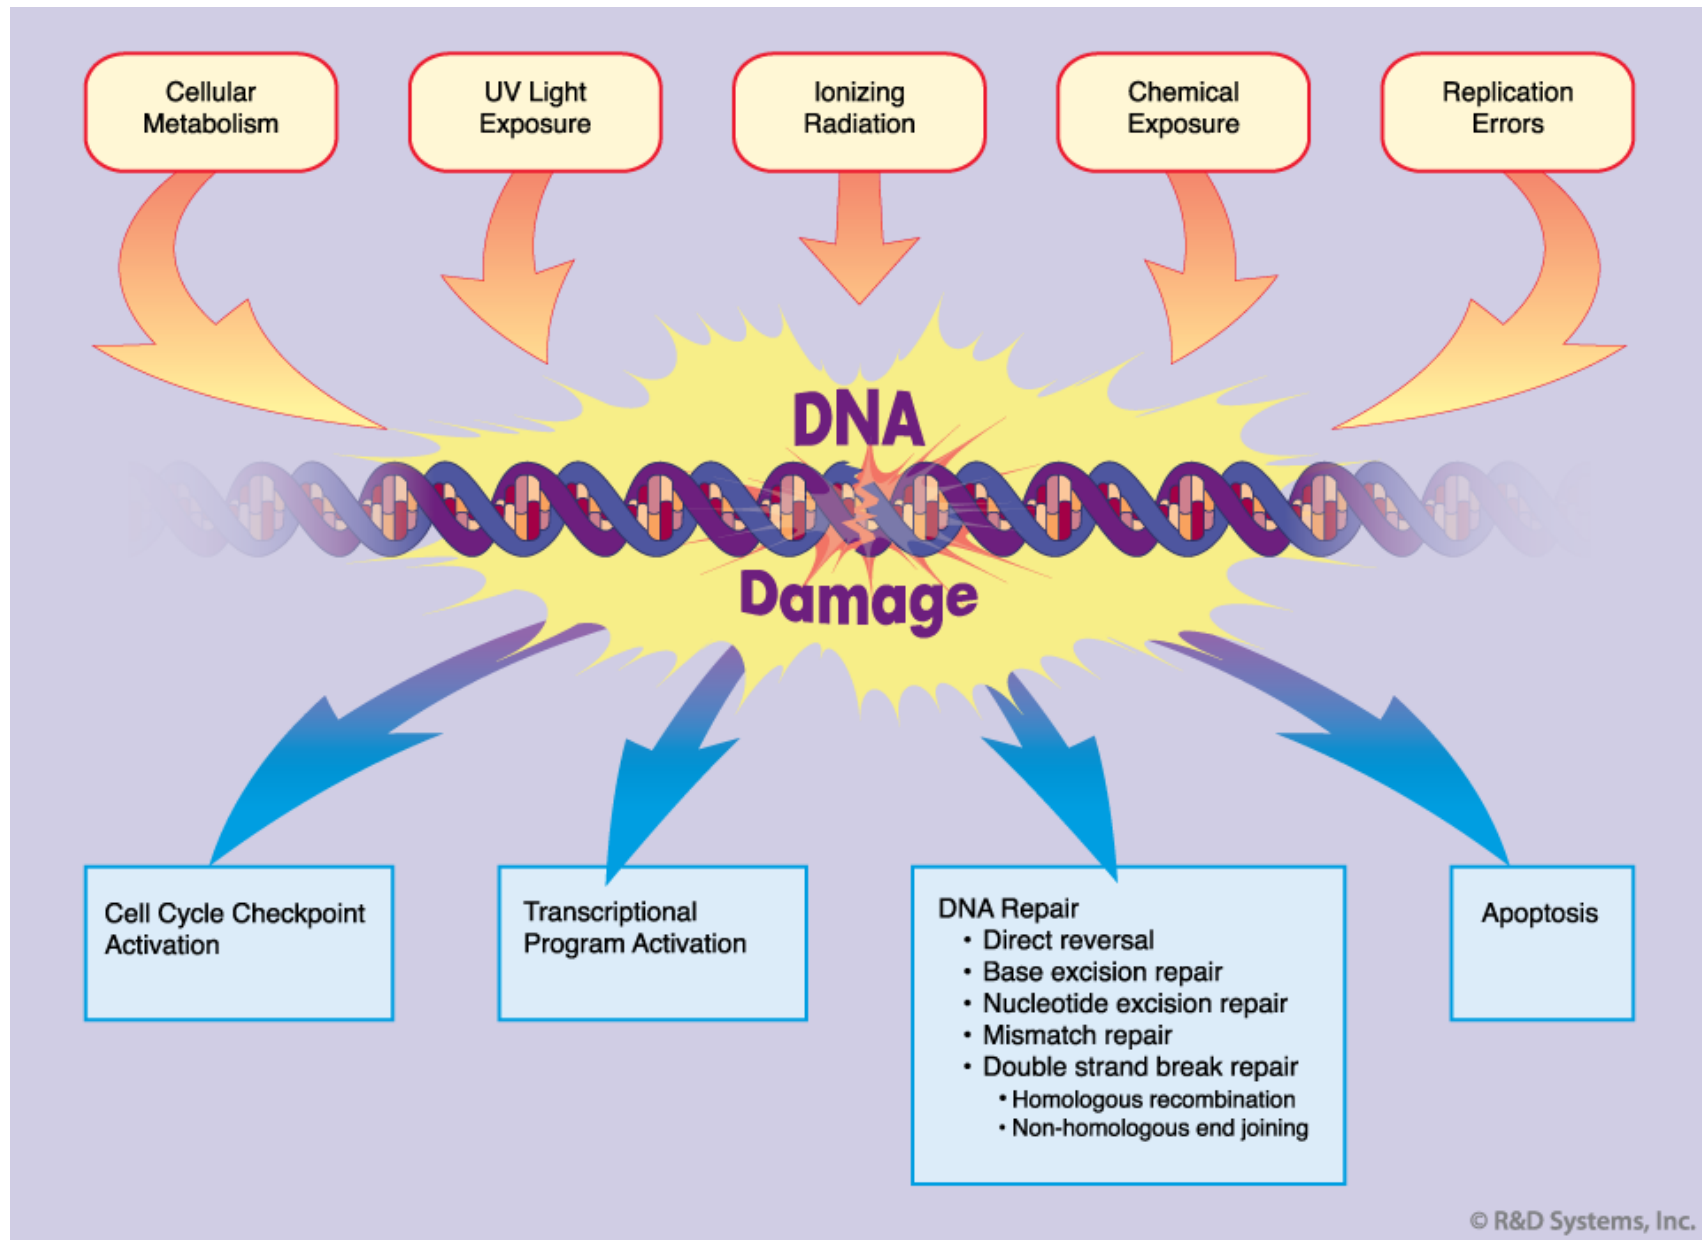 Cellular
Metabolism
UV Light
Exposure
Ionizing
Radiation
Chemical
Exposure
Replication
Errors
DNA
Damage
Cell Cycle Checkpoint
Activation
Transcriptional
Program Activation
DNA Repair
• Direct reversal
• Base excision repair
• Nucleotide excision repair
• Mismatch repair
• Double strand break repair
• Homologous recombination
• Non-homologous end joining
Apoptosis
© R&D Systems, Inc.